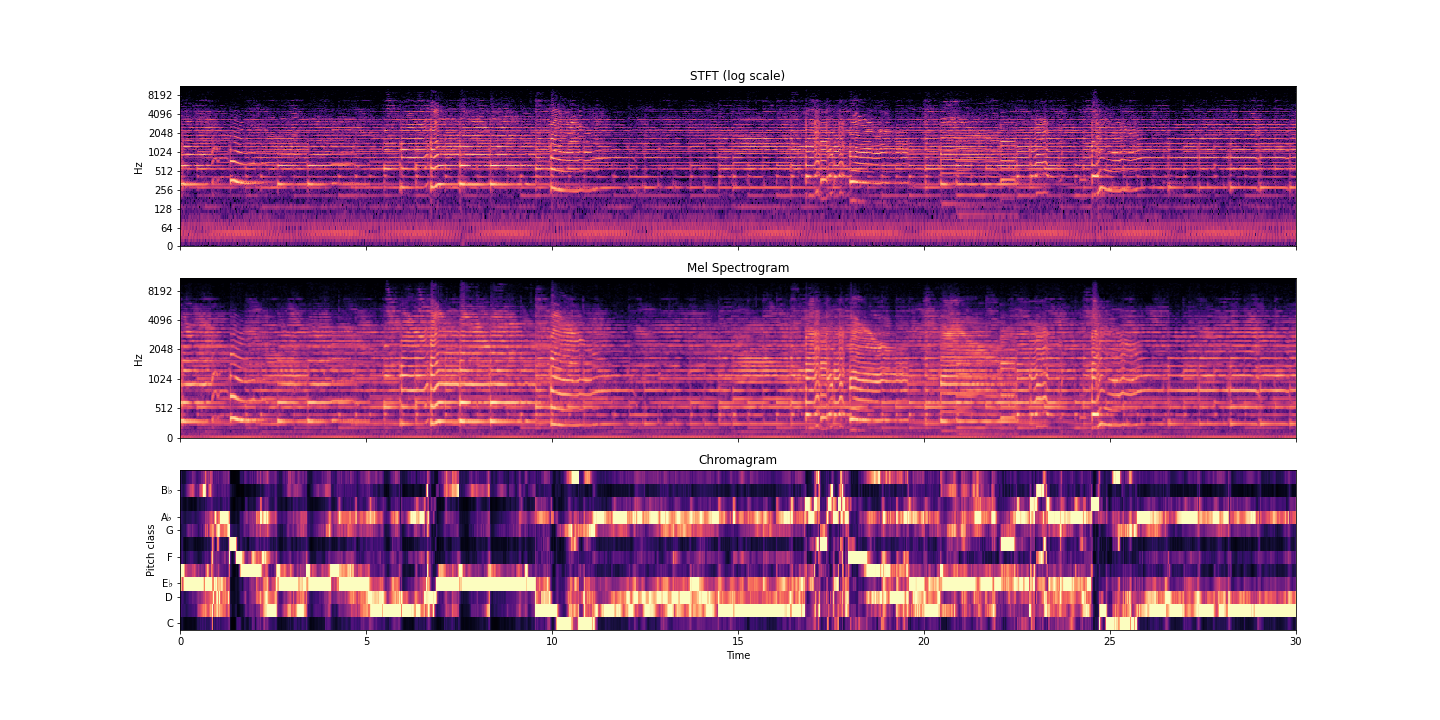 STFT (log scale)
8192
4096
2048
1024
512
256
128
64
0
Hz
Mel Spectrogram
8192
4096
2048
1024
512
0
Hz
Chromagram
B♭
A♭
G
F
E♭
D
C
Pitch class
0 5 10 15 20 25 30
Time